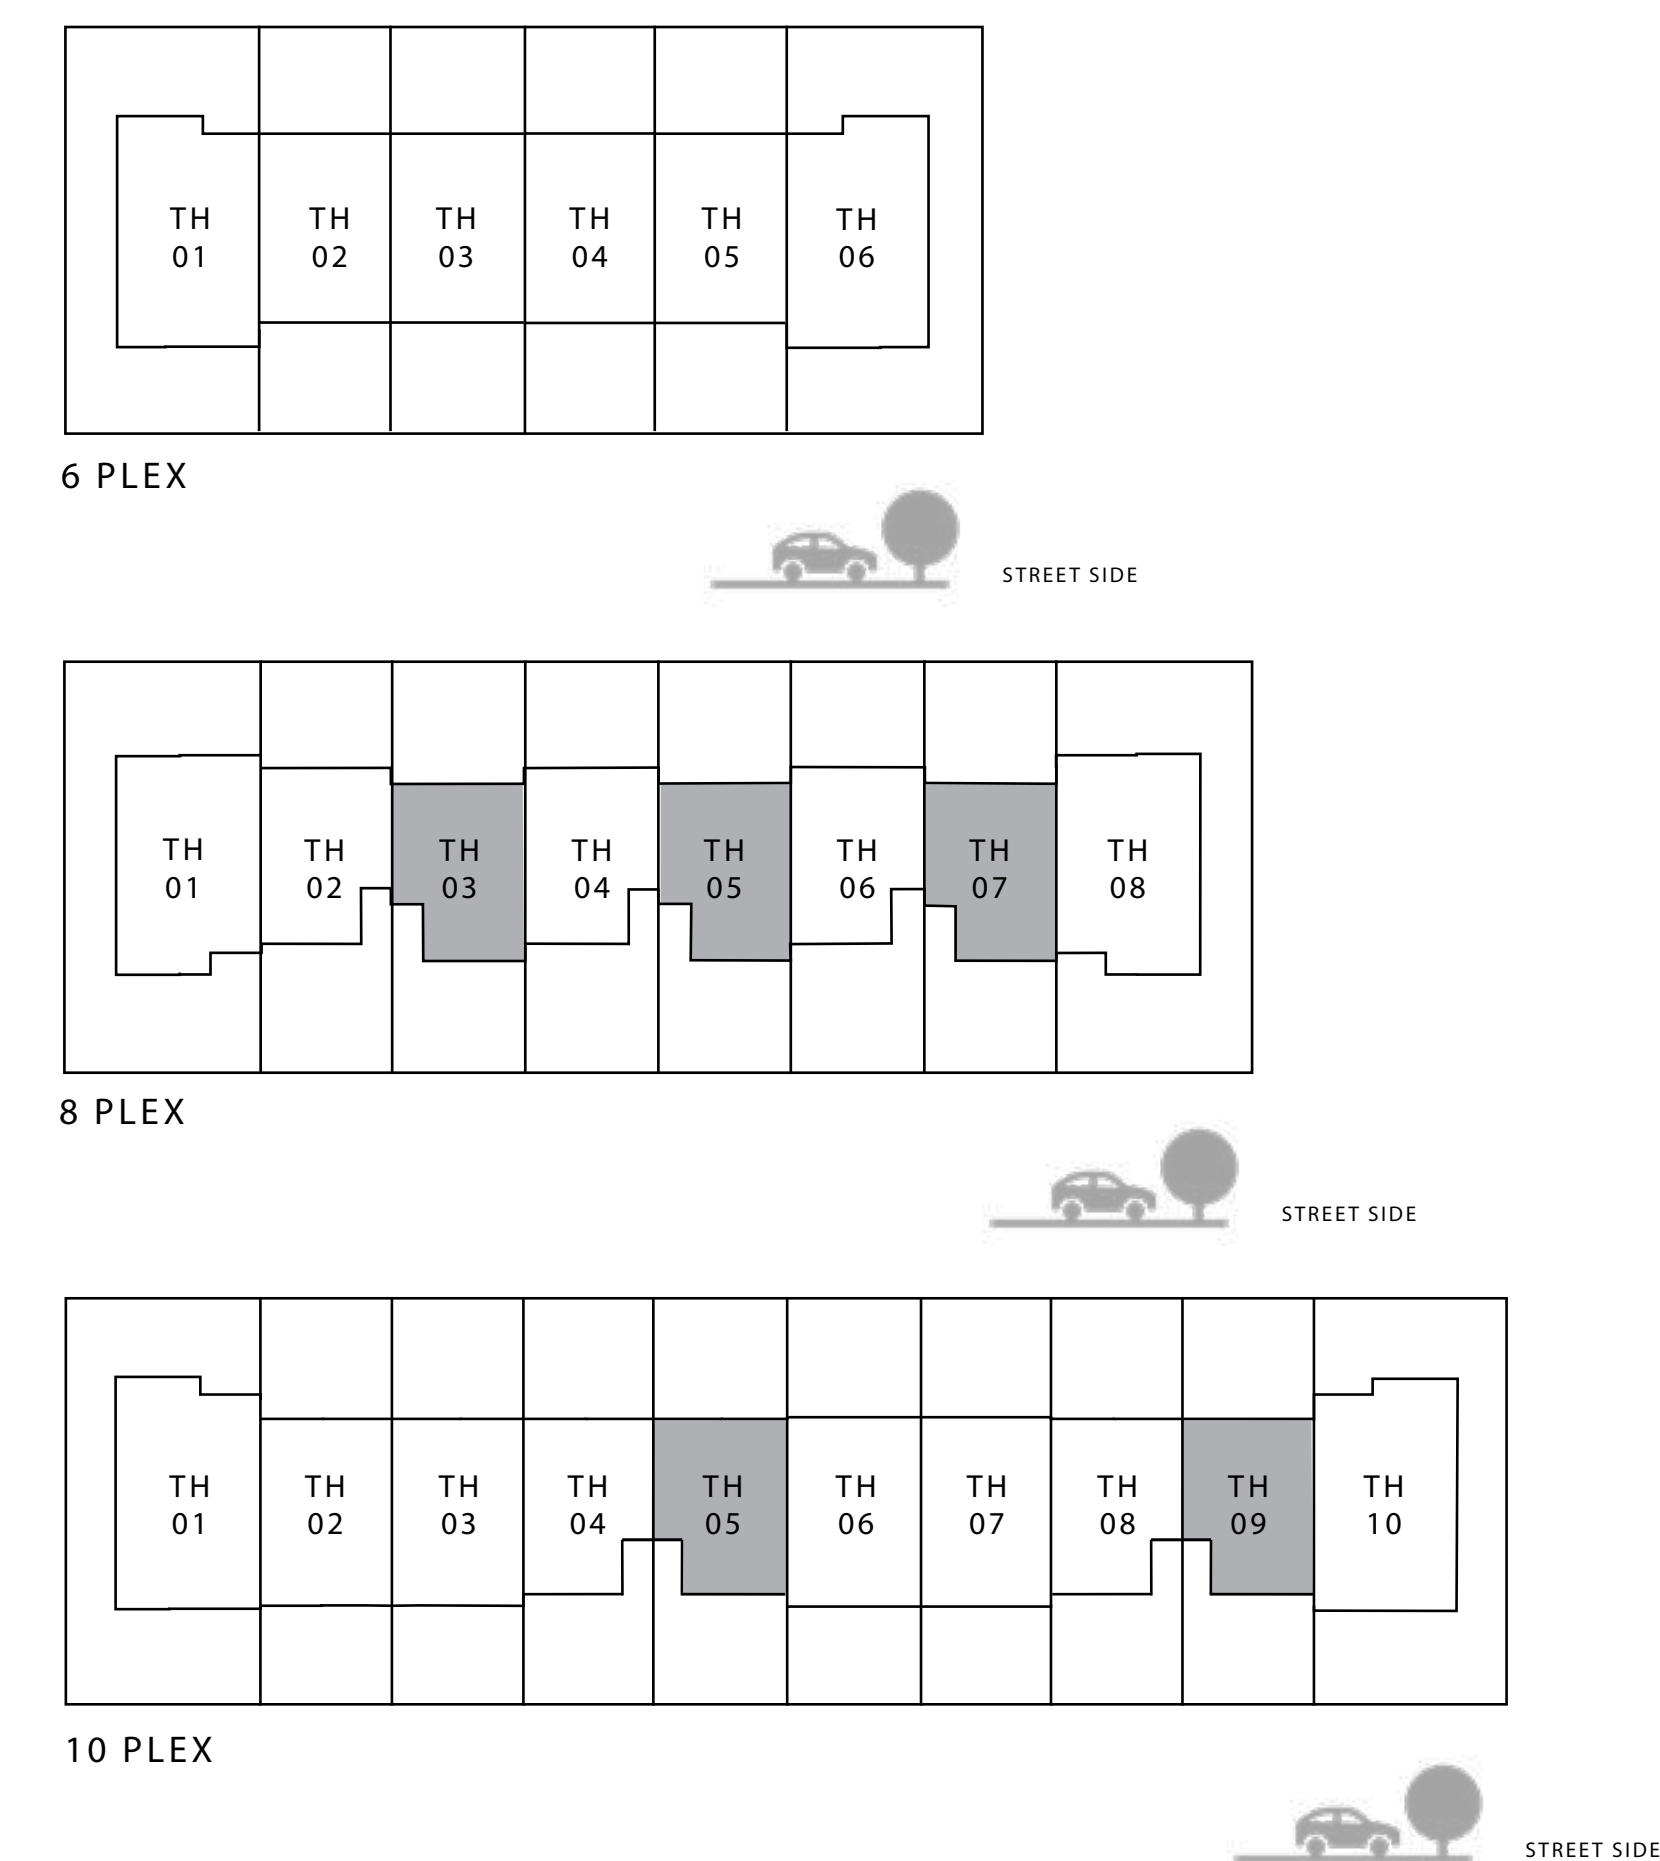 TH TH TH TH TH TH
01 02 03 04 05 06
6 PLEX
STREET SIDE
TH TH TH TH TH TH TH TH
01 02 03 04 05 06 07 08
8 PLEX
STREET SIDE
TH TH TH TH TH TH TH TH TH TH
01 02 03 04 05 06 07 08 09 10
10 PLEX
STREET SIDE